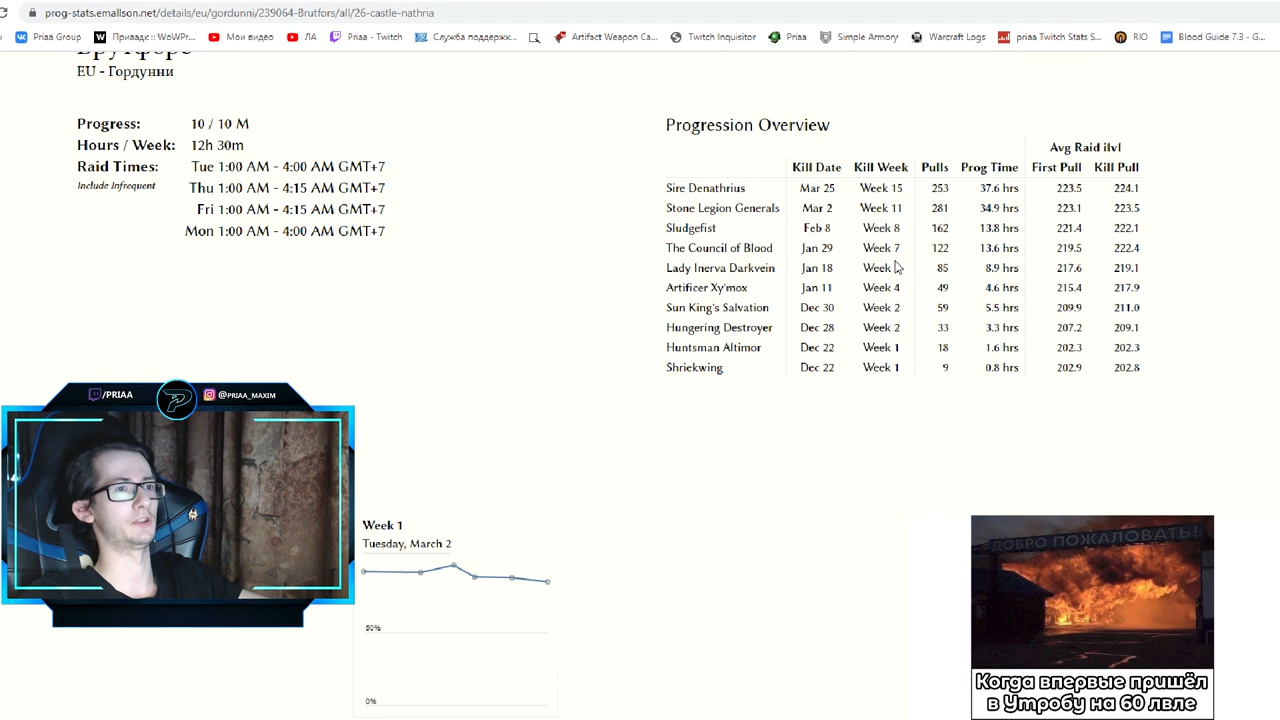 prog-stats.emallson.net/details/eu/gordunni/239064-Brutfors/all/26-castle-nathria
Priaa Group
Привадк :: WoWPr...
Мои видео
ЛА
Priaa - Twitch
Служба поддержк...
Artifact Weapon Ca...
Twitch Inquisitor
Priaa
Simple Armory
Warcraft Logs
priaa Twitch Stats S...
RIO
Blood Guide 7.3 - G...
EU - Гордунни
Progress: 10 / 10 M
Hours / Week: 12h 30m
Raid Times: Tue 1:00 AM - 4:00 AM GMT+7
Include Infrequent Thu 1:00 AM - 4:15 AM GMT+7
Fri 1:00 AM - 4:15 AM GMT+7
Mon 1:00 AM - 4:00 AM GMT+7
Progression Overview
Avg Raid ilvl
Kill Date Kill Week Pulls Prog Time First Pull Kill Pull
Sire Denathrius Mar 25 Week 15 253 37.6 hrs 223.5 224.1
Stone Legion Generals Mar 2 Week 11 281 34.9 hrs 223.1 223.5
Sludgefist Feb 8 Week 8 162 13.8 hrs 221.4 222.1
The Council of Blood Jan 29 Week 7 122 13.6 hrs 219.5 222.4
Lady Inerva Darkvein Jan 18 Week 85 8.9 hrs 217.6 219.1
Artificer Xy'mox Jan 11 Week 4 49 4.6 hrs 215.4 217.9
Sun King's Salvation Dec 30 Week 2 59 5.5 hrs 209.9 211.0
Hungering Destroyer Dec 28 Week 2 33 3.3 hrs 207.2 209.1
Huntsman Altimor Dec 22 Week 1 18 1.6 hrs 202.3 202.3
Shriekwing Dec 22 Week 1 9 0.8 hrs 202.9 202.8
/PRIAA
@PRIAA_MAXIM
Week 1
Tuesday, March 2
50%
0%
ДОБРО ПОЖАЛОВАТЬ!
Когда впервые пришёл
в Утробу на 60 лвле